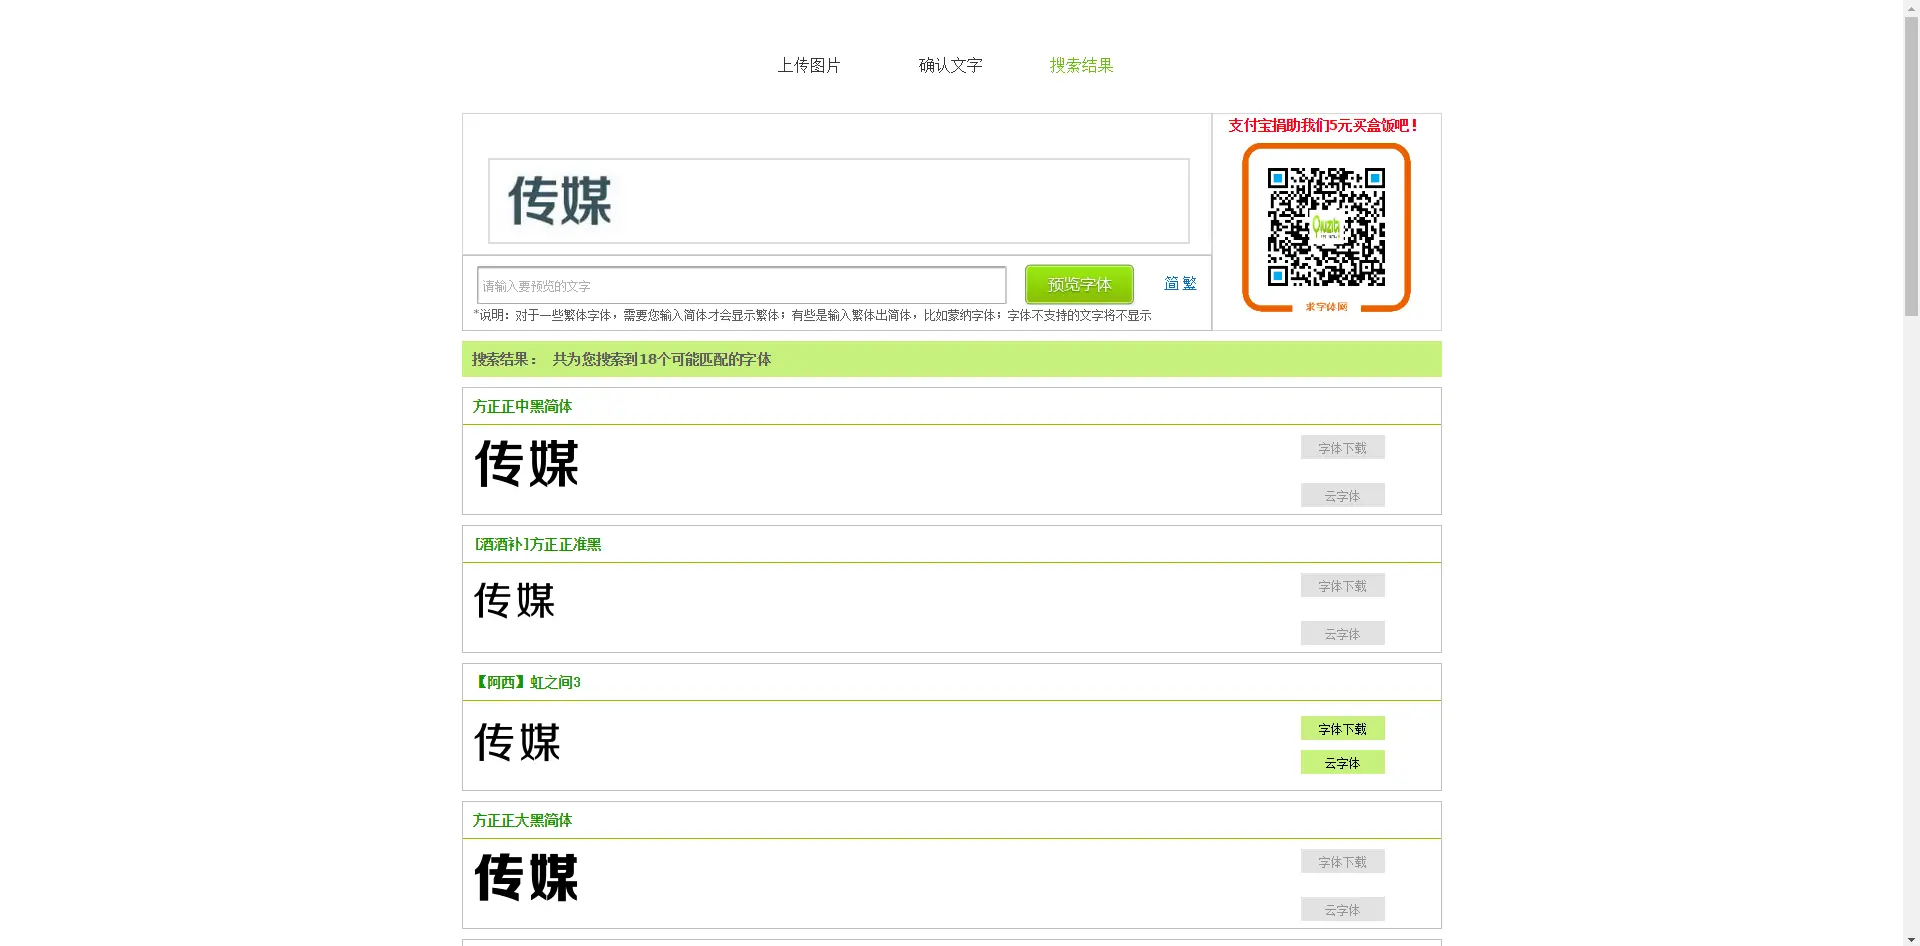 上传图片 确认文字 搜索结果
支付宝捐助我们5元买盒饭吧！
传媒
Qiuziti
求字体网
请输入要预览的文字 预览字体 简 繁
*说明：对于一些繁体字体，需要您输入简体才会显示繁体；有些是输入繁体出简体，比如蒙纳字体；字体不支持的文字将不显示
搜索结果： 共为您搜索到18个可能匹配的字体
方正正中黑简体
传媒
字体下载
云字体
[酒酒补]方正正准黑
传媒
字体下载
云字体
【阿西】虹之间3
传媒
字体下载
云字体
方正正大黑简体
传媒
字体下载
云字体